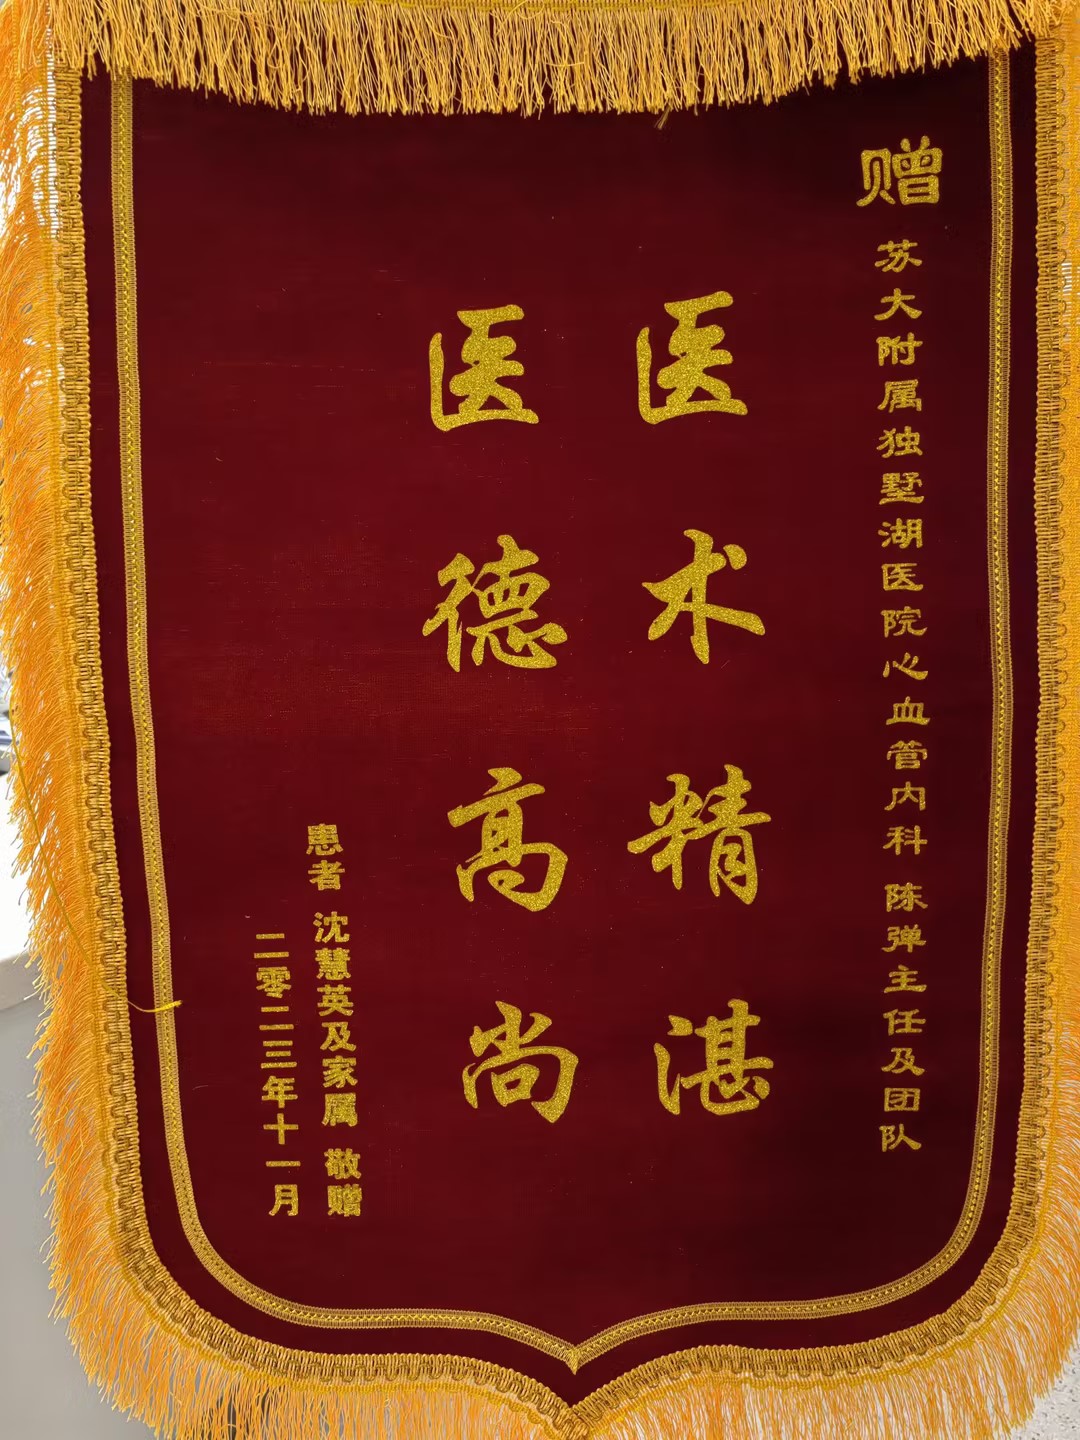 赠 苏大附属独墅湖医院心血管内科 陈弹主任及团队
医术精湛
医德高尚
患者 沈慧英及家属 敬赠
二零二三年十一月